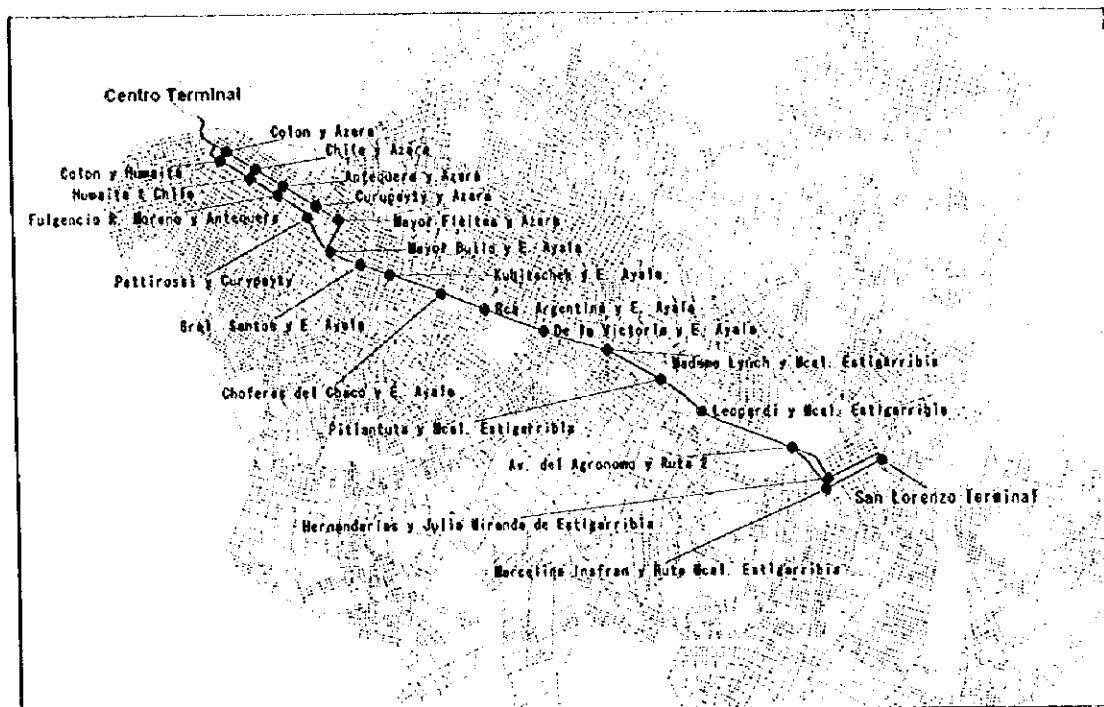 Centro Terminal
Colon y Azara
Chile y Azara
Colon y Humaita
Antequera y Azara
Humaita t Chile
Curupayty y Azara
Fulgencio R. Moreno y Antequera
Mayor Fleitas y Azara
Mayor Bullo y E. Ayala
Pettirossi y Curypayty
Kubitschek y E. Ayala
Gral. Santos y E. Ayala
Rca. Argentina y E. Ayala
De la Victoria y E. Ayala
Madame Lynch y Mcal. Estigarribia
Choferes del Chaco y E. Ayala
Leopardi y Mcal. Estigarribia
Pitiantuta y Mcal. Estigarribia
Av. del Agronomo y Ruta 2
San Lorenzo Terminal
Hernandarias y Julia Miranda de Estigarribia
Marcelina Insfran y Ruta Mcal. Estigarribia